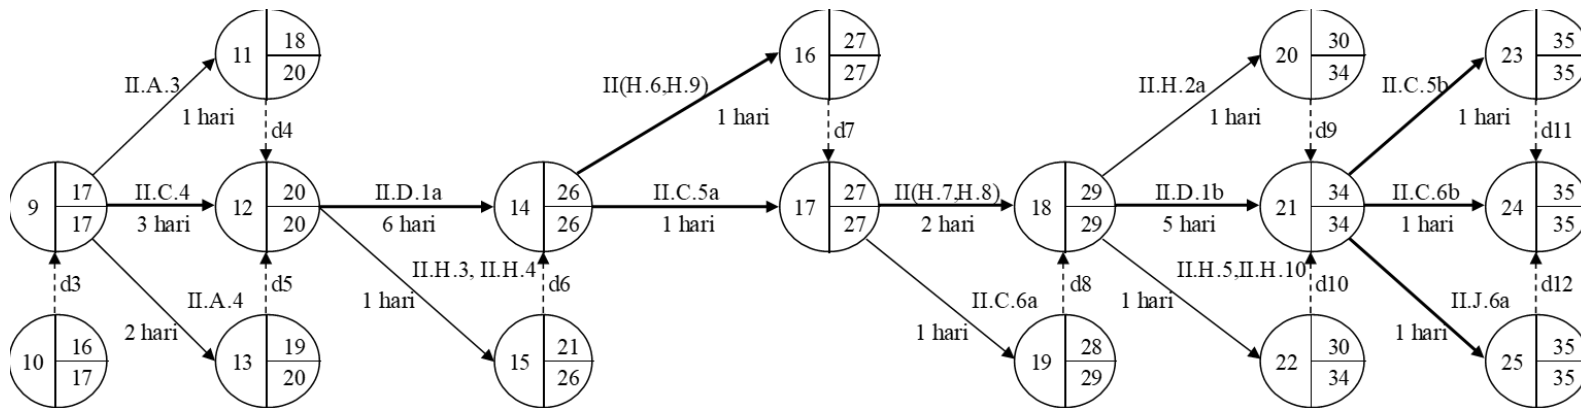 11 18 16 27 20 30 23 35
20 27 34 35
II.A.3 II(H.6,H.9) II.H.2a II.C.5b
1 hari 1 hari 1 hari 1 hari
d4 d7 d9 d11
9 17 II.C.4 12 20 II.D.1a 14 26 II.C.5a 17 27 II(H.7,H.8) 18 29 II.D.1b 21 34 II.C.6b 24 35
17 3 hari 20 6 hari 26 1 hari 27 2 hari 29 5 hari 34 1 hari 35
d3 II.A.4 d5 II.H.3, II.H.4 d6 II.C.6a d8 II.H.5,II.H.10 d10 II.J.6a d12
2 hari 1 hari 1 hari 1 hari 1 hari
10 16 13 19 15 21 19 28 22 30 25 35
17 20 26 29 34 35